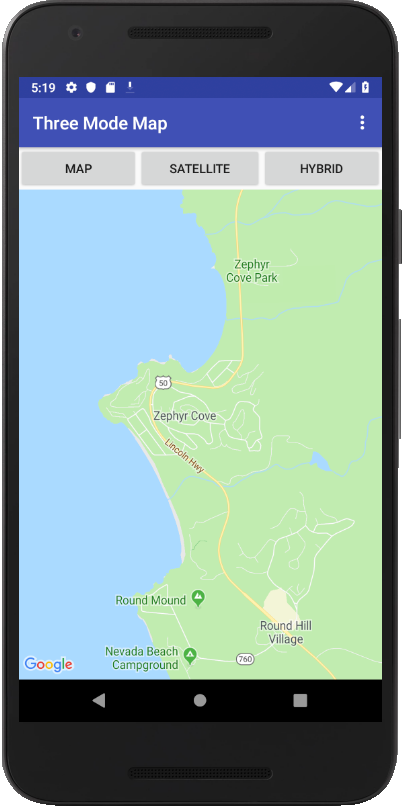 5:19
Three Mode Map
MAP
SATELLITE
HYBRID
Zephyr
Cove Park
50
Zephyr Cove
Lincoln Hwy
Round Mound
Round Hill
Village
Nevada Beach
Campground
760
Google